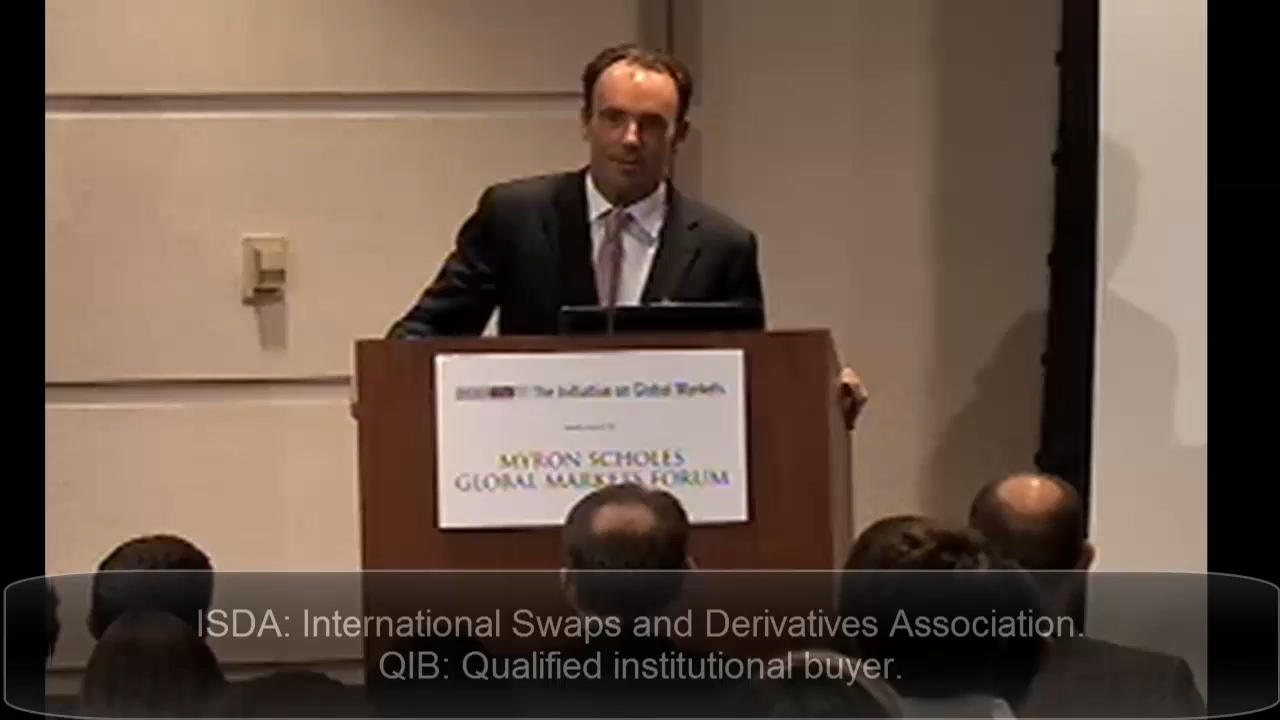 The Initiative on Global Markets
MYRON SCHOLES
GLOBAL MARKETS FORUM
ISDA: International Swaps and Derivatives Association.
QIB: Qualified institutional buyer.